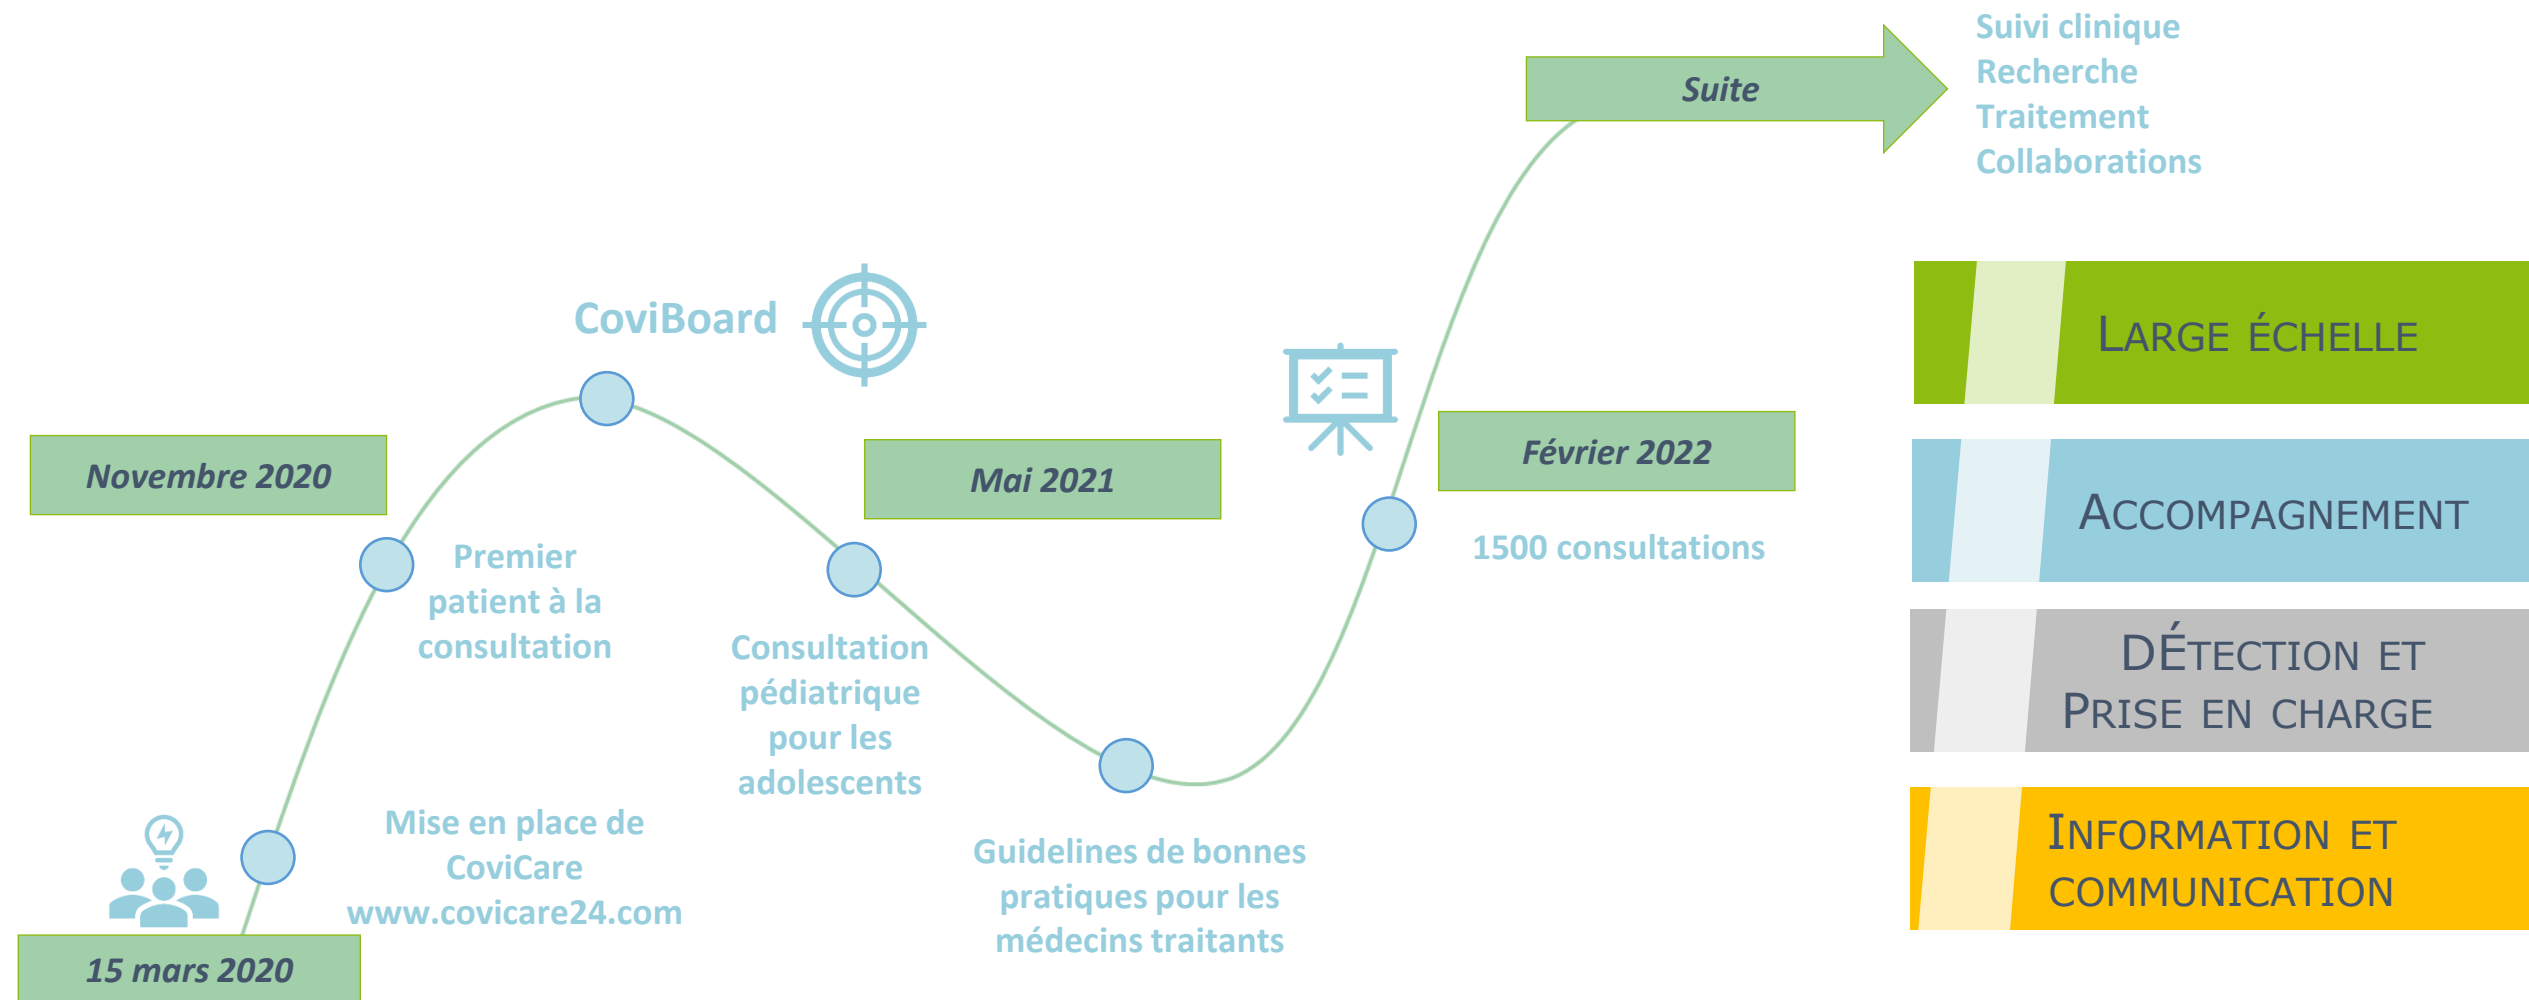 15 mars 2020
Mise en place de
CoviCare
www.covicare24.com
Novembre 2020
Premier
patient à la
consultation
CoviBoard
Mai 2021
Consultation
pédiatrique
pour les
adolescents
Guidelines de bonnes
pratiques pour les
médecins traitants
Février 2022
1500 consultations
Suite
Suivi clinique
Recherche
Traitement
Collaborations
LARGE ÉCHELLE
ACCOMPAGNEMENT
DÉTECTION ET
PRISE EN CHARGE
INFORMATION ET
COMMUNICATION